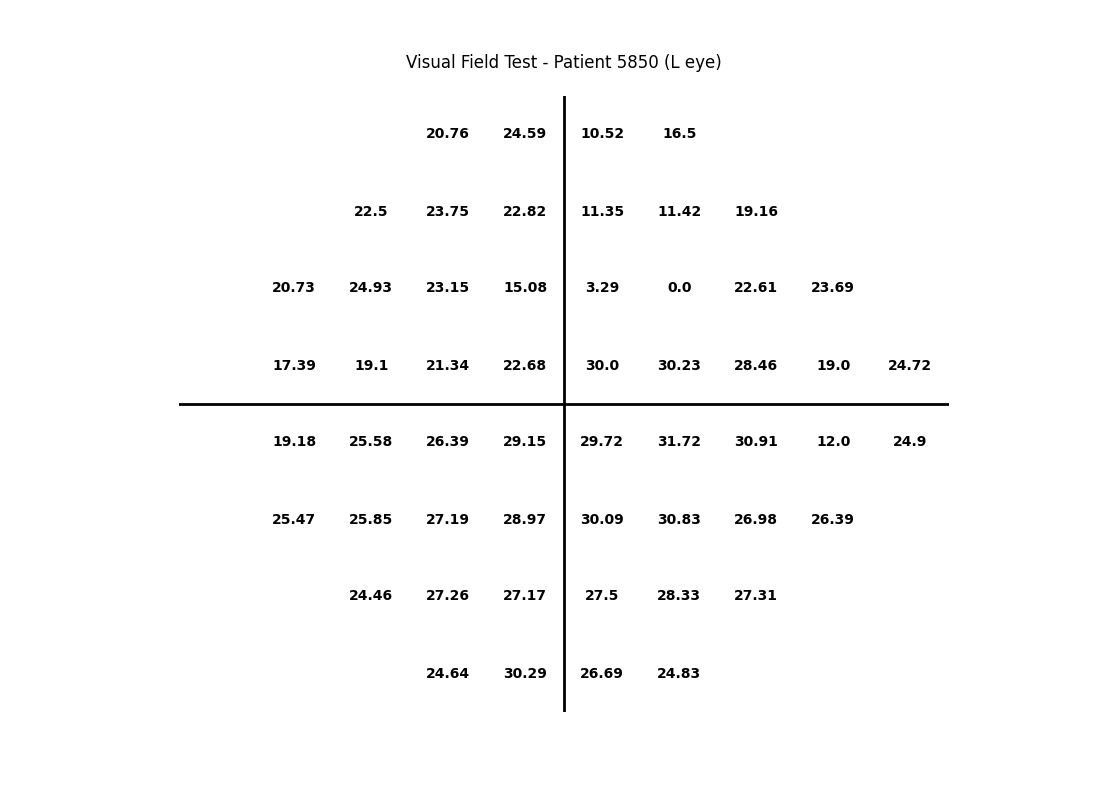 Visual Field Test - Patient 5850 (L eye)
20.76 24.59 10.52 16.5
22.5 23.75 22.82 11.35 11.42 19.16
20.73 24.93 23.15 15.08 3.29 0.0 22.61 23.69
17.39 19.1 21.34 22.68 30.0 30.23 28.46 19.0 24.72
19.18 25.58 26.39 29.15 29.72 31.72 30.91 12.0 24.9
25.47 25.85 27.19 28.97 30.09 30.83 26.98 26.39
24.46 27.26 27.17 27.5 28.33 27.31
24.64 30.29 26.69 24.83